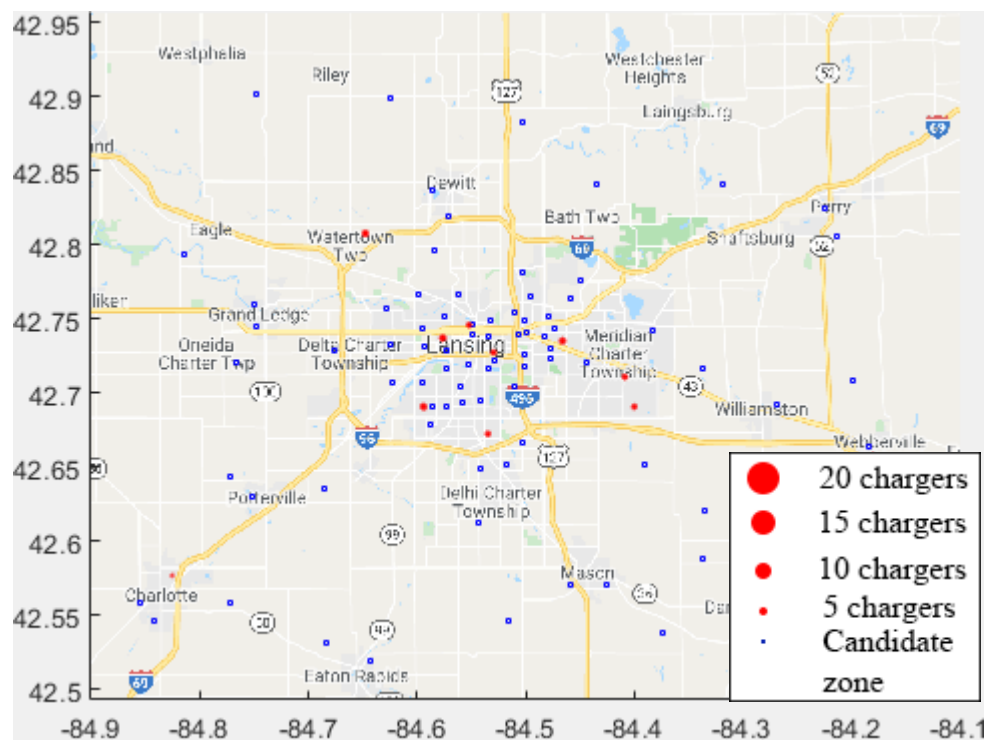 42.95
Westphalia
Riley
Westchester
Heights
52
42.9
127
Laingsburg
69
42.85
Dewitt
Perry
Eagle
Bath Two
42.8
Watertown
Two
69
Shaftsburg
52
42.75
Grand Ledge
Oneida
Charter Twp
Delta Charter
Township
Lansing
Meridian
Charter
Township
100
43
42.7
496
Williamston
96
127
Webberville
42.65
Potterville
Delhi Charter
Township
99
42.6
Mason
36
Charlotte
42.55
50
99
69
Eaton Rapids
42.5
20 chargers
15 chargers
10 chargers
5 chargers
Candidate
zone
-84.9
-84.8
-84.7
-84.6
-84.5
-84.4
-84.3
-84.2
-84.1